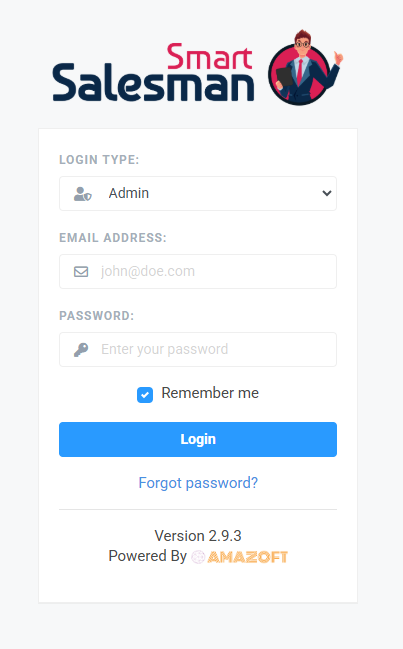 Smart
Salesman
LOGIN TYPE:
Admin
EMAIL ADDRESS:
john@doe.com
PASSWORD:
Enter your password
Remember me
Login
Forgot password?
Version 2.9.3
Powered By AMAZOFT